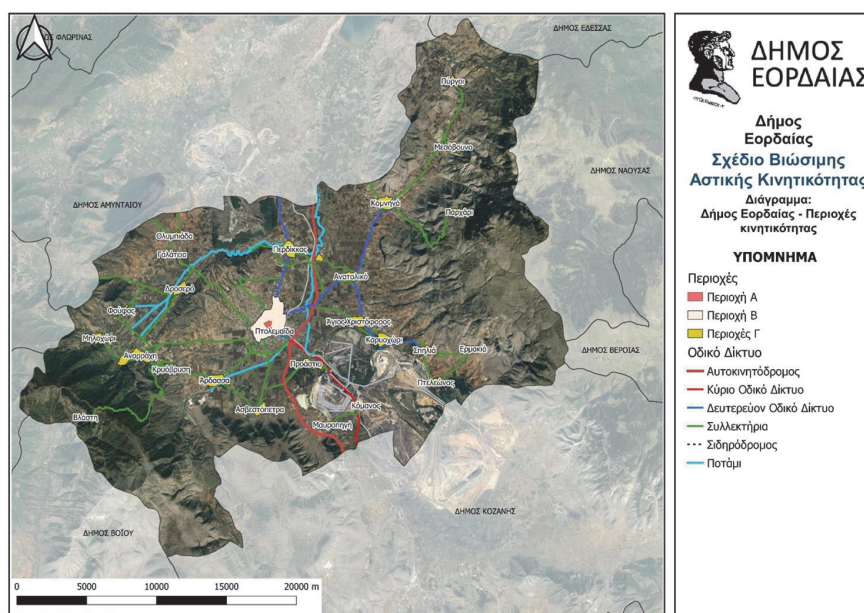 ΔΗΜΟΣ ΕΔΕΣΣΑΣ
Πύργοι
Μεσόβουνο
ΔΗΜΟΣ ΝΑΟΥΣΑΣ
ΔΗΜΟΣ ΑΜΥΝΤΑΙΟΥ
Κομνηνά
Παρχάρι
Ολυμπιάδα
Περδίκκας
Γαλάτεια
Ανατολικό
Δροσερό
Φούφας
Άγιος Χριστόφορος
Πτολεμαΐδα
Μηλοχώρι
Καρυοχώρι
Αναρράχη
Σπηλιά
Ερμακιά
ΔΗΜΟΣ ΒΕΡΟΙΑΣ
Κρυόβρυση
Προάστιο
Άρδασσα
Πτελεώνας
Κόμανος
Ασβεστόπετρα
Βλάστη
Μαυροπηγή
ΔΗΜΟΣ ΚΟΖΑΝΗΣ
ΔΗΜΟΣ ΒΟΪΟΥ
0 5000 10000 15000 20000 m
ΔΗΜΟΣ
ΕΟΡΔΑΙΑΣ
Δήμος
Εορδαίας
Σχέδιο Βιώσιμης
Αστικής Κινητικότητας
Διάγραμμα:
Δήμος Εορδαίας - Περιοχές
κινητικότητας
ΥΠΟΜΝΗΜΑ
Περιοχές
Περιοχή Α
Περιοχή Β
Περιοχές Γ
Οδικό Δίκτυο
Αυτοκινητόδρομος
Κύριο Οδικό Δίκτυο
Δευτερεύον Οδικό Δίκτυο
Συλλεκτήρια
Σιδηρόδρομος
Ποτάμι